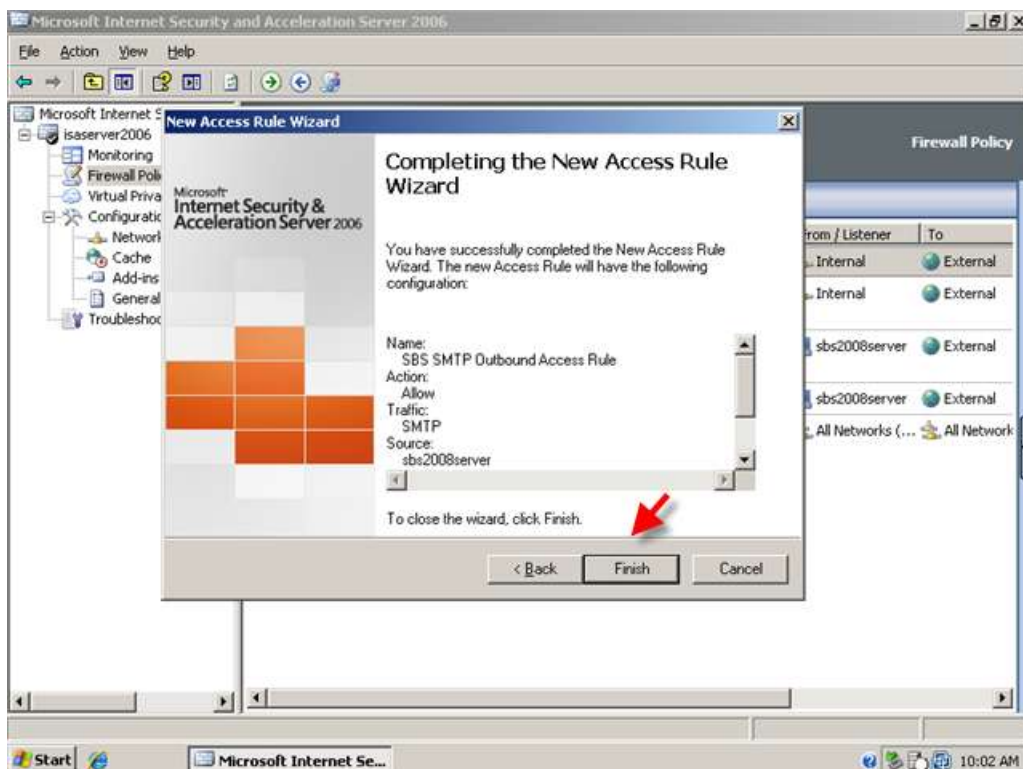 Microsoft Internet Security and Acceleration Server 2006
File Action View Help
Microsoft Internet S
isaserver2006
Monitoring
Firewall Poli
Virtual Priva
Configuratio
Network
Cache
Add-ins
General
Troubleshoo
New Access Rule Wizard
Microsoft
Internet Security &
Acceleration Server 2006
Completing the New Access Rule
Wizard
You have successfully completed the New Access Rule
Wizard. The new Access Rule will have the following
configuration:
Name:
SBS SMTP Outbound Access Rule
Action:
Allow
Traffic:
SMTP
Source:
sbs2008server
To close the wizard, click Finish.
< Back Finish Cancel
Firewall Policy
From / Listener To
Internal External
Internal External
sbs2008server External
sbs2008server External
All Networks (... All Network
Start Microsoft Internet Se... 10:02 AM